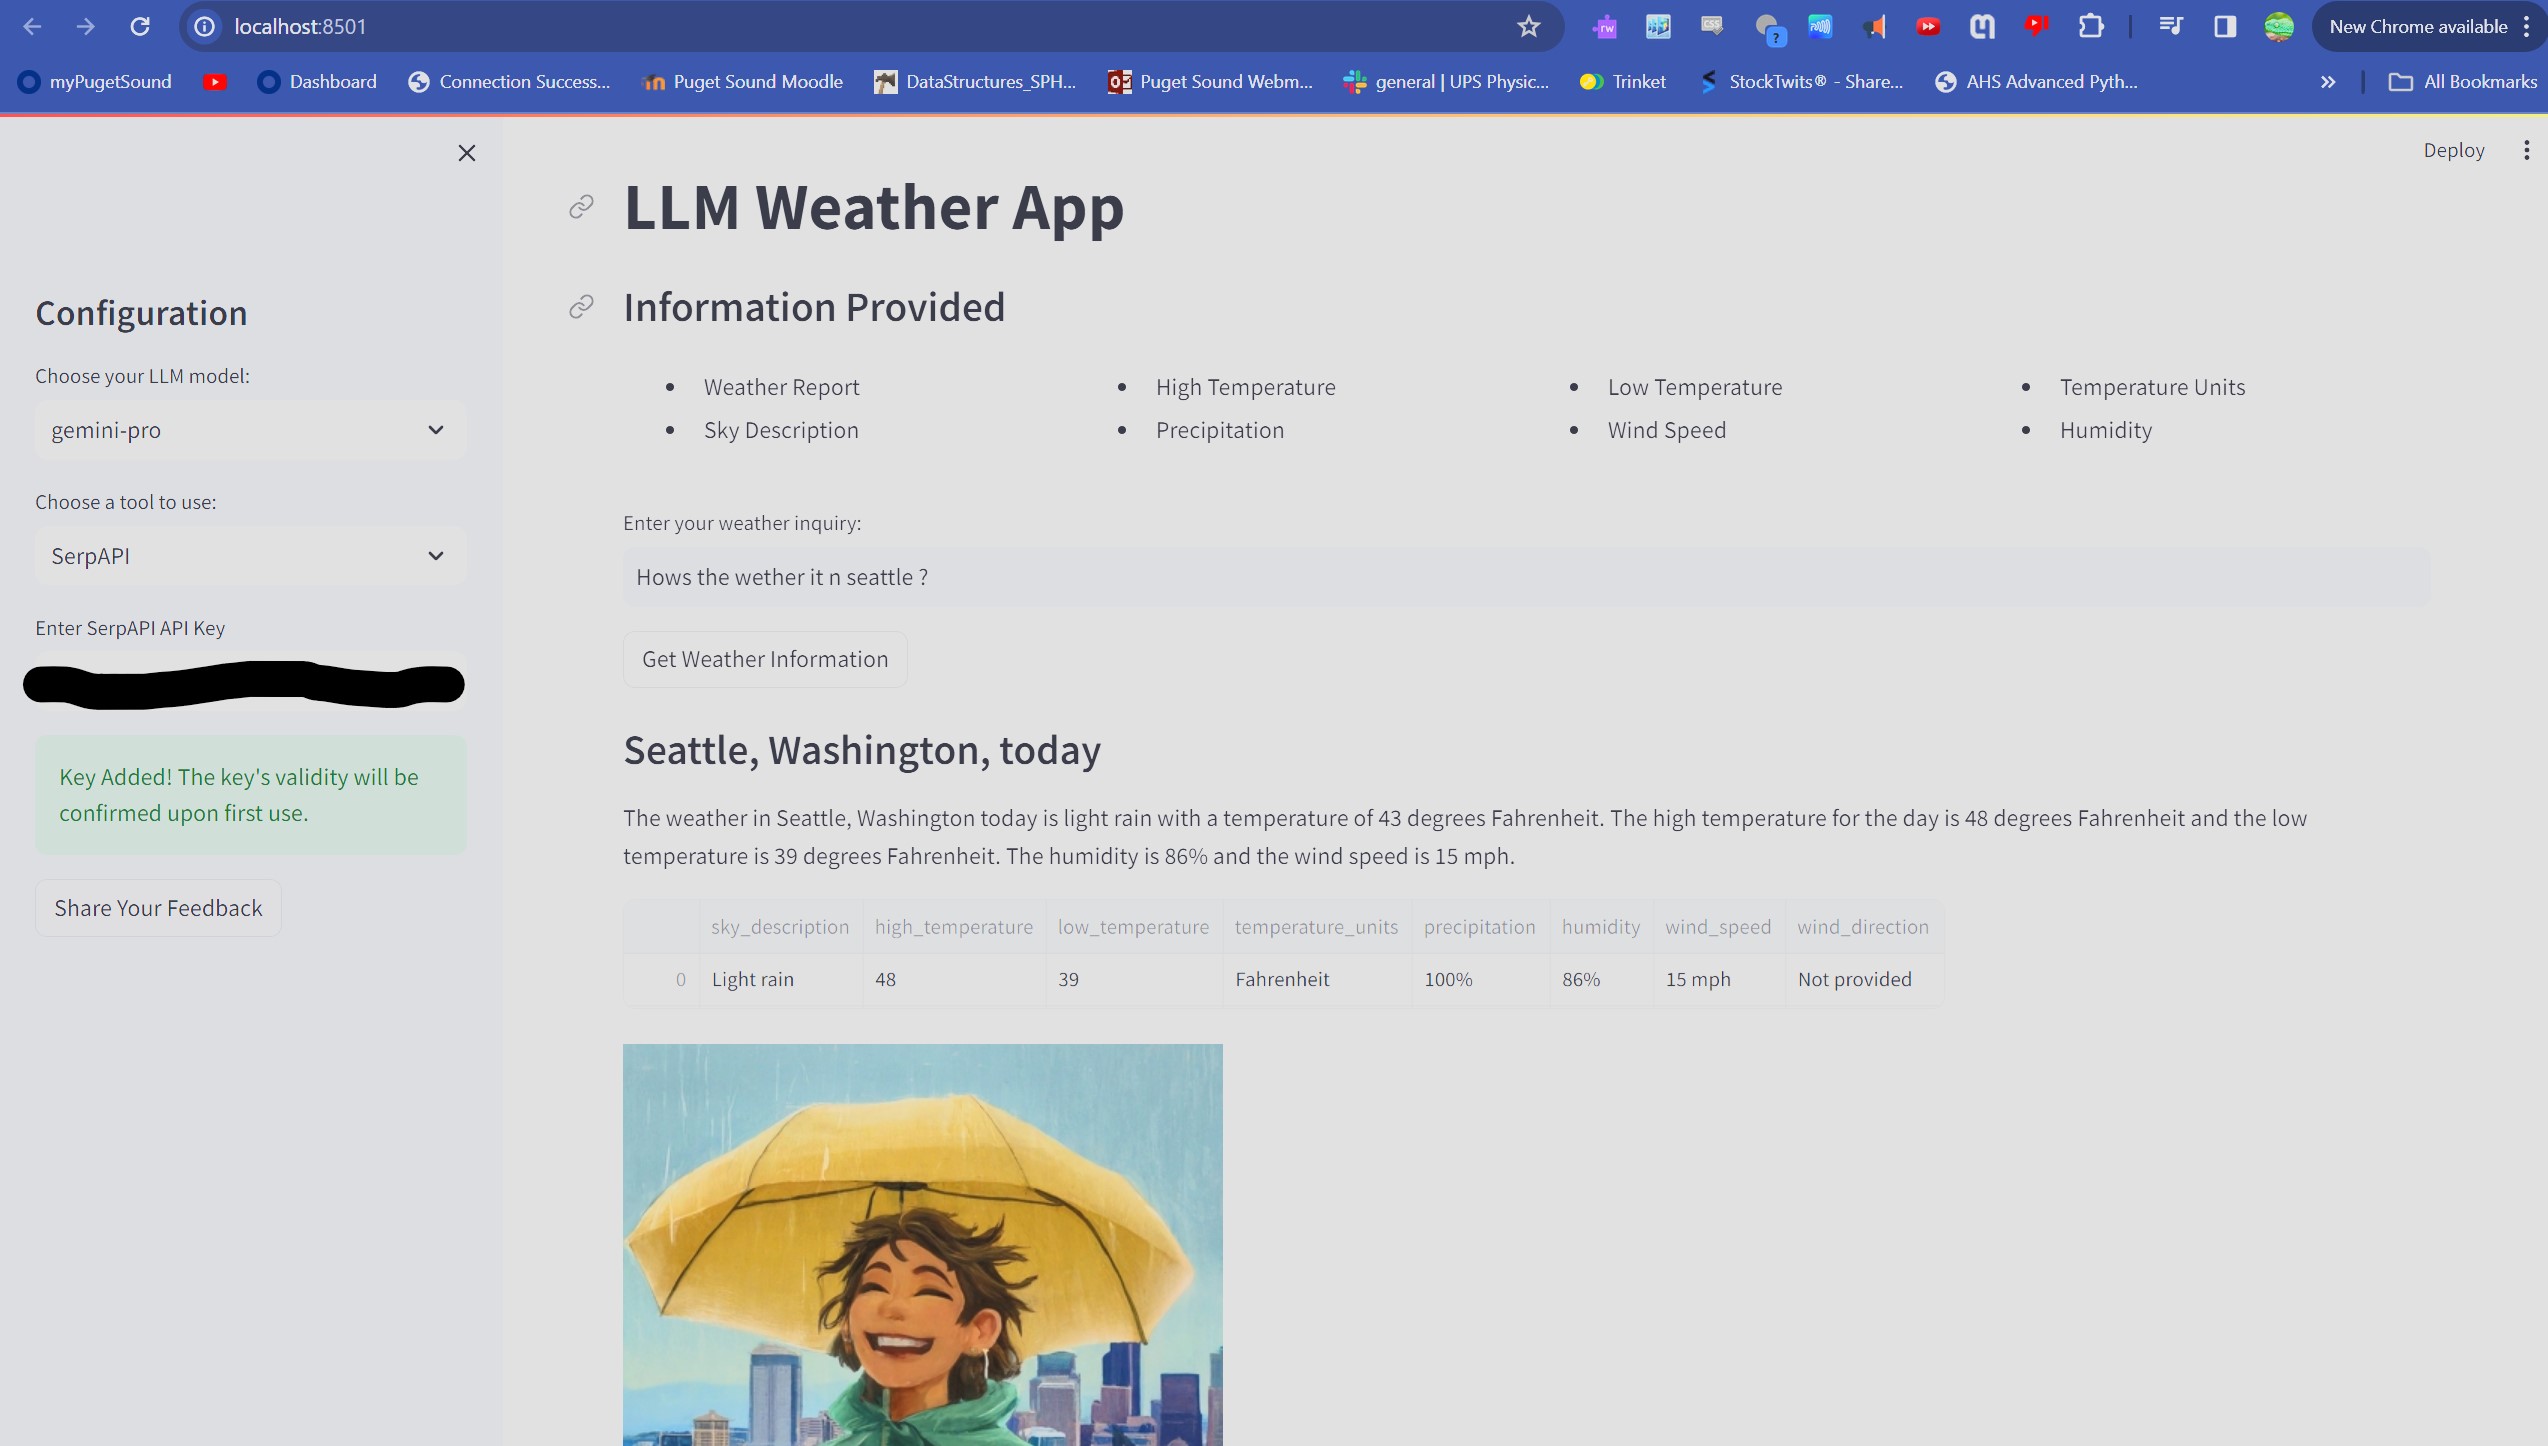 localhost:8501
New Chrome available
myPugetSound
Dashboard
Connection Success...
Puget Sound Moodle
DataStructures_SPH...
Puget Sound Webm...
general | UPS Physic...
Trinket
StockTwits® - Share...
AHS Advanced Pyth...
All Bookmarks
Deploy
Configuration
Choose your LLM model:
gemini-pro
Choose a tool to use:
SerpAPI
Enter SerpAPI API Key
Key Added! The key's validity will be
confirmed upon first use.
Share Your Feedback
LLM Weather App
Information Provided
• Weather Report • High Temperature • Low Temperature • Temperature Units
• Sky Description • Precipitation • Wind Speed • Humidity
Enter your weather inquiry:
Hows the wether it n seattle ?
Get Weather Information
Seattle, Washington, today
The weather in Seattle, Washington today is light rain with a temperature of 43 degrees Fahrenheit. The high temperature for the day is 48 degrees Fahrenheit and the low
temperature is 39 degrees Fahrenheit. The humidity is 86% and the wind speed is 15 mph.
sky_description high_temperature low_temperature temperature_units precipitation humidity wind_speed wind_direction
0 Light rain 48 39 Fahrenheit 100% 86% 15 mph Not provided